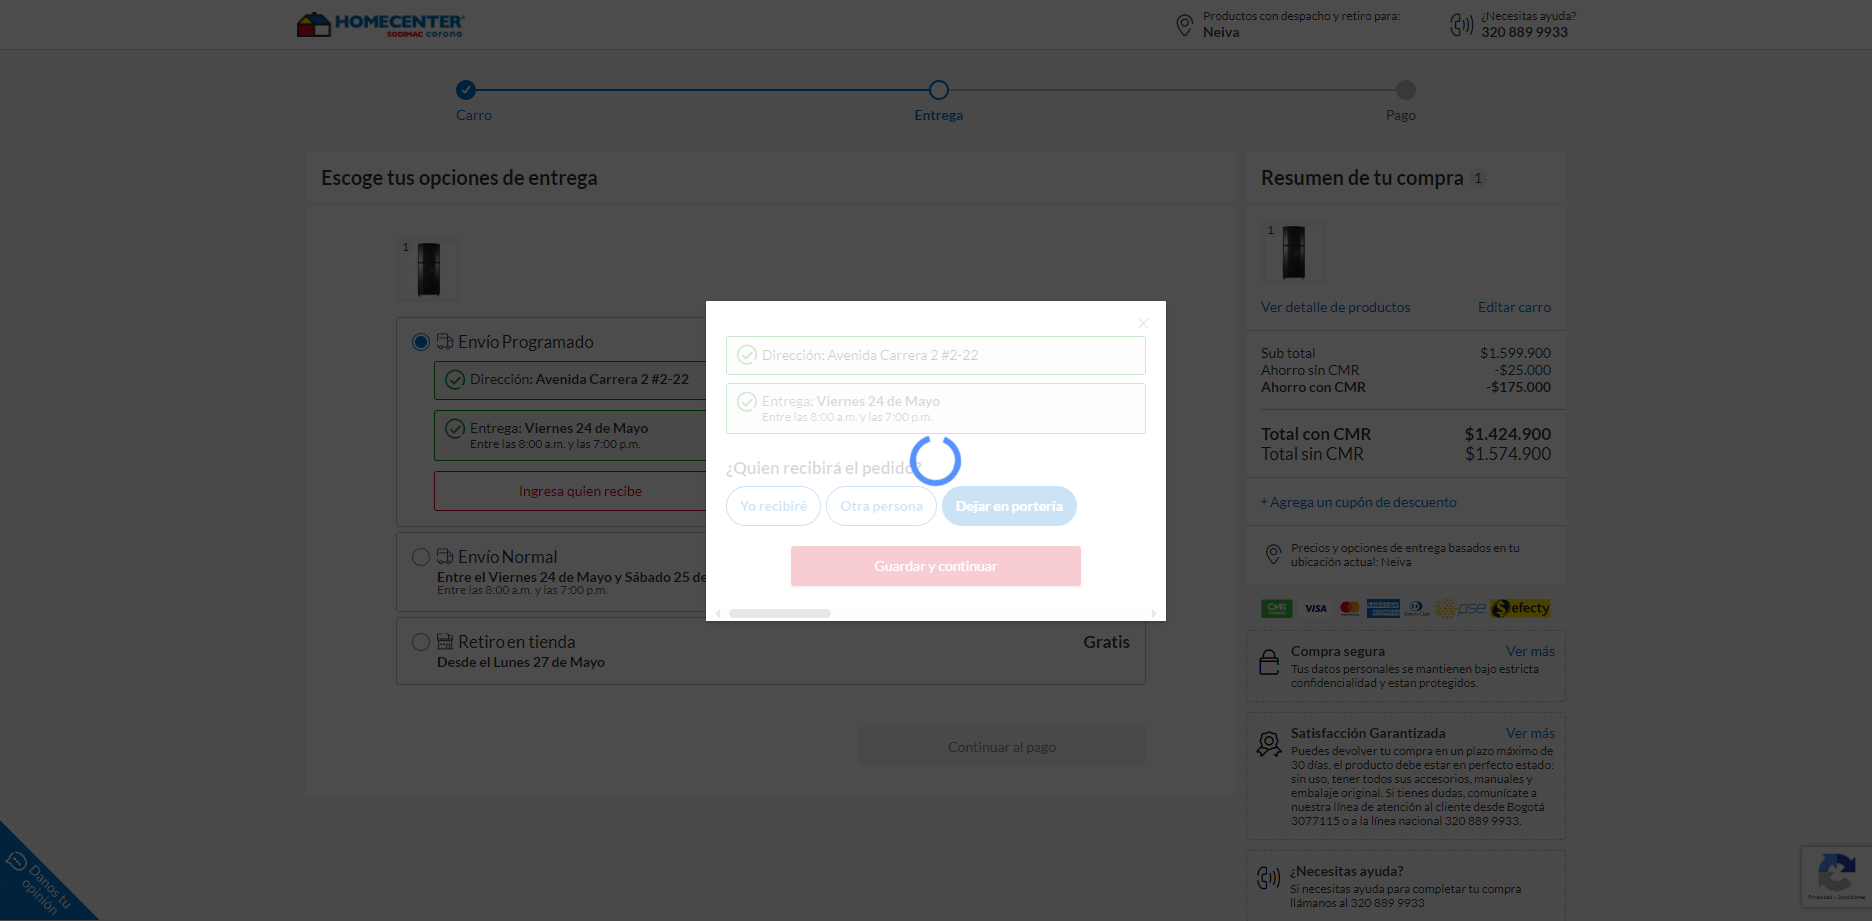 HOMECENTER
SODIMAC corona
Productos con despacho y retiro para:
Neiva
¿Necesitas ayuda?
320 889 9933
Carro
Entrega
Pago
Escoge tus opciones de entrega
1
Envío Programado
Dirección: Avenida Carrera 2 #2-22
Entrega: Viernes 24 de Mayo
Entre las 8:00 a.m. y las 7:00 p.m.
Ingresa quien recibe
Envío Normal
Entre el Viernes 24 de Mayo y Sábado 25 de
Entre las 8:00 a.m. y las 7:00 p.m.
Retiro en tienda
Gratis
Desde el Lunes 27 de Mayo
Continuar al pago
Dirección: Avenida Carrera 2 #2-22
Entrega: Viernes 24 de Mayo
Entre las 8:00 a.m. y las 7:00 p.m.
¿Quien recibirá el pedido?
Yo recibiré
Otra persona
Dejar en portería
Guardar y continuar
Resumen de tu compra 1
1
Ver detalle de productos
Editar carro
Sub total $1.599.900
Ahorro sin CMR -$25.000
Ahorro con CMR -$175.000
Total con CMR $1.424.900
Total sin CMR $1.574.900
+ Agrega un cupón de descuento
Precios y opciones de entrega basados en tu
ubicación actual: Neiva
CMR VISA AMERICAN EXPRESS pse efecty
Compra segura Ver más
Tus datos personales se mantienen bajo estricta
confidencialidad y estan protegidos.
Satisfacción Garantizada Ver más
Puedes devolver tu compra en un plazo máximo de
30 días, el producto debe estar en perfecto estado:
sin uso, tener todos sus accesorios, manuales y
embalaje original. Si tienes dudas, comunícate a
nuestra línea de atención al cliente desde Bogotá
3077115 o a la línea nacional 320 889 9933.
¿Necesitas ayuda?
Si necesitas ayuda para completar tu compra
llámanos al 320 889 9933
Danos tu
opinión
Privacidad - Condiciones